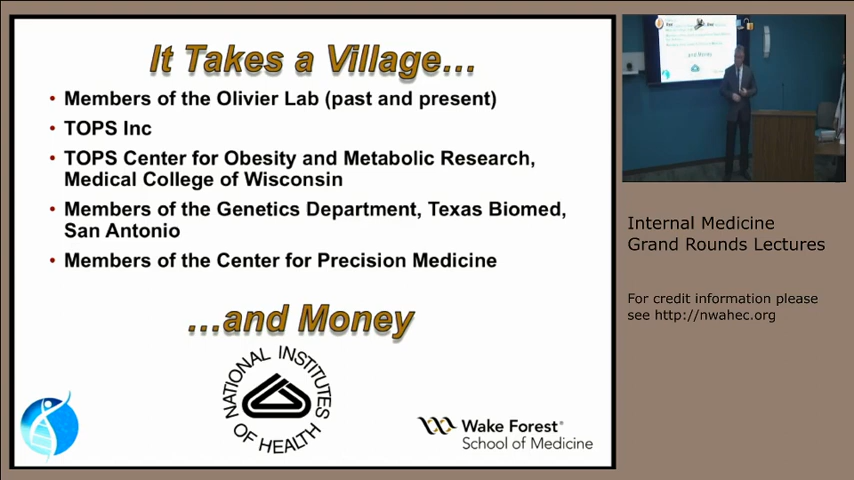 It Takes a Village…
• Members of the Olivier Lab (past and present)
• TOPS Inc
• TOPS Center for Obesity and Metabolic Research,
Medical College of Wisconsin
• Members of the Genetics Department, Texas Biomed,
San Antonio
• Members of the Center for Precision Medicine
…and Money
NATIONAL INSTITUTES
OF HEALTH
Wake Forest®
School of Medicine
and Money
Internal Medicine
Grand Rounds Lectures
For credit information please
see http://nwahec.org